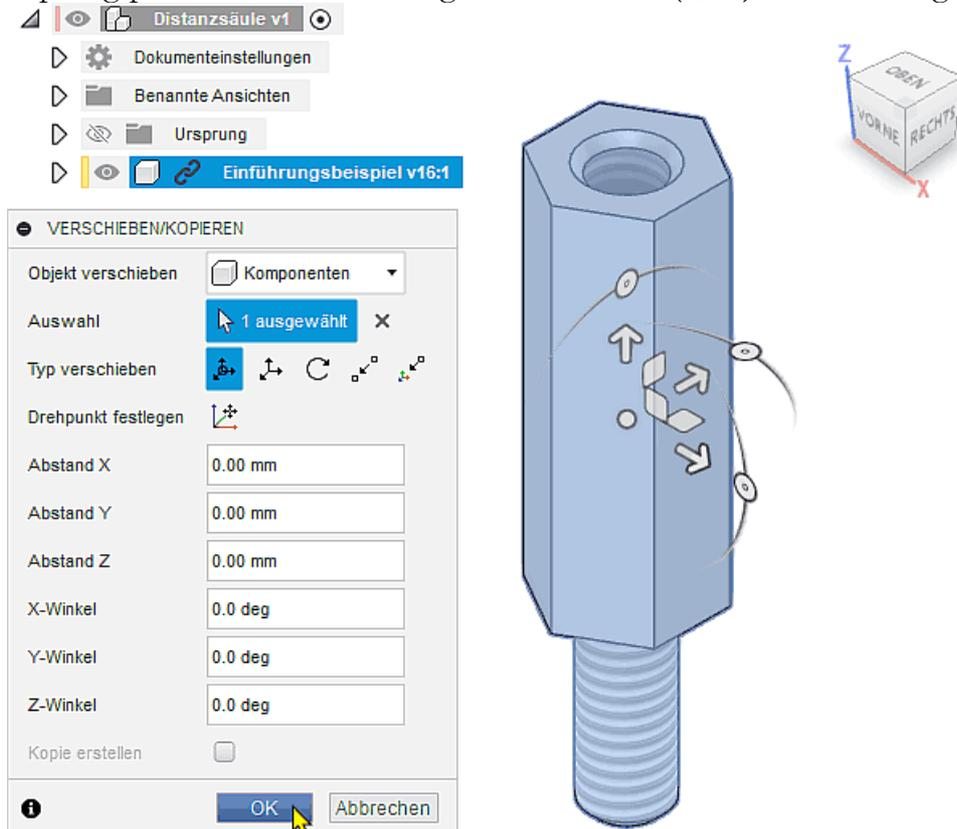 Distanzsäule v1
Dokumenteinstellungen
Benannte Ansichten
Ursprung
Einführungsbeispiel v16:1
VERSCHIEBEN/KOPIEREN
Objekt verschieben Komponenten
Auswahl 1 ausgewählt
Typ verschieben
Drehpunkt festlegen
Abstand X 0.00 mm
Abstand Y 0.00 mm
Abstand Z 0.00 mm
X-Winkel 0.0 deg
Y-Winkel 0.0 deg
Z-Winkel 0.0 deg
Kopie erstellen
OK Abbrechen
Z
OBEN
VORNE RECHTS
X